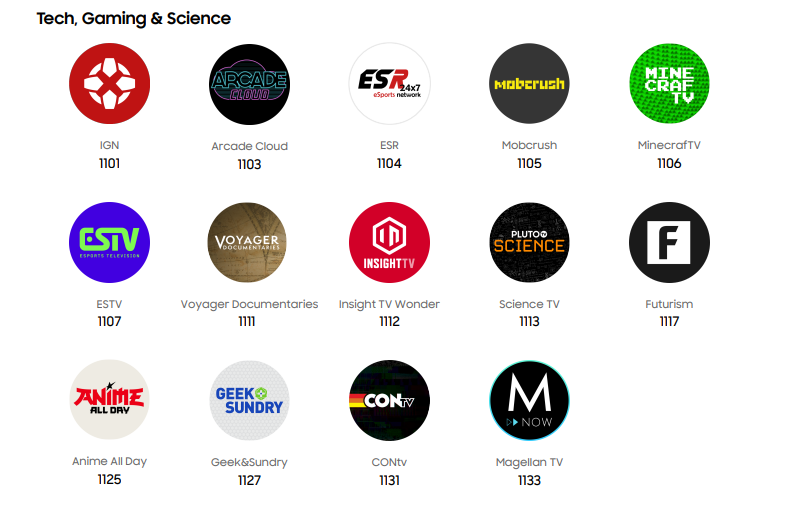 Tech, Gaming & Science
ARCADE
CLOUD
ESR
24x7
eSports network
mobcrush
MINE
CRAF
TV
IGN
Arcade Cloud
ESR
Mobcrush
MinecrafTV
1101
1103
1104
1105
1106
ESTV
ESPORTS TELEVISION
VOYAGER
DOCUMENTARIES
INSIGHTTV
PLUTO TV
SCIENCE
F
ESTV
Voyager Documentaries
Insight TV Wonder
Science TV
Futurism
1107
1111
1112
1113
1117
ANIME
ALL DAY
GEEK
SUNDRY
CONTV
M
NOW
Anime All Day
Geek&Sundry
CONtv
Magellan TV
1125
1127
1131
1133